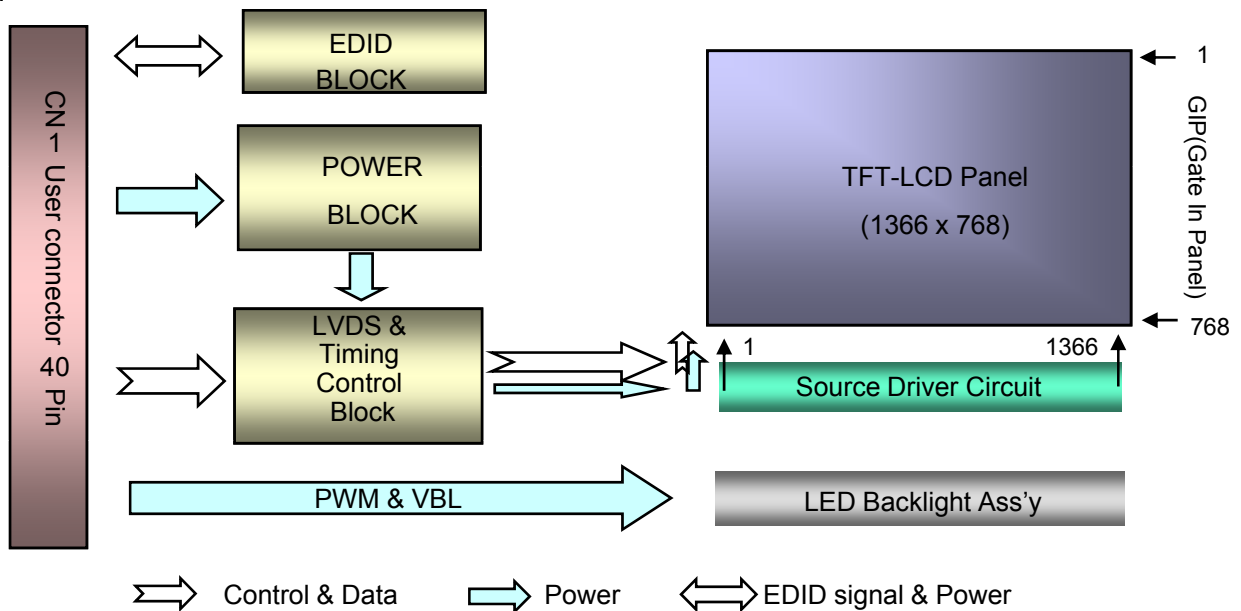 CN 1 User connector 40 Pin
EDID
BLOCK
POWER
BLOCK
LVDS &
Timing
Control
Block
PWM & VBL
TFT-LCD Panel
(1366 x 768)
1
GIP(Gate In Panel)
768
1
1366
Source Driver Circuit
LED Backlight Ass'y
Control & Data
Power
EDID signal & Power